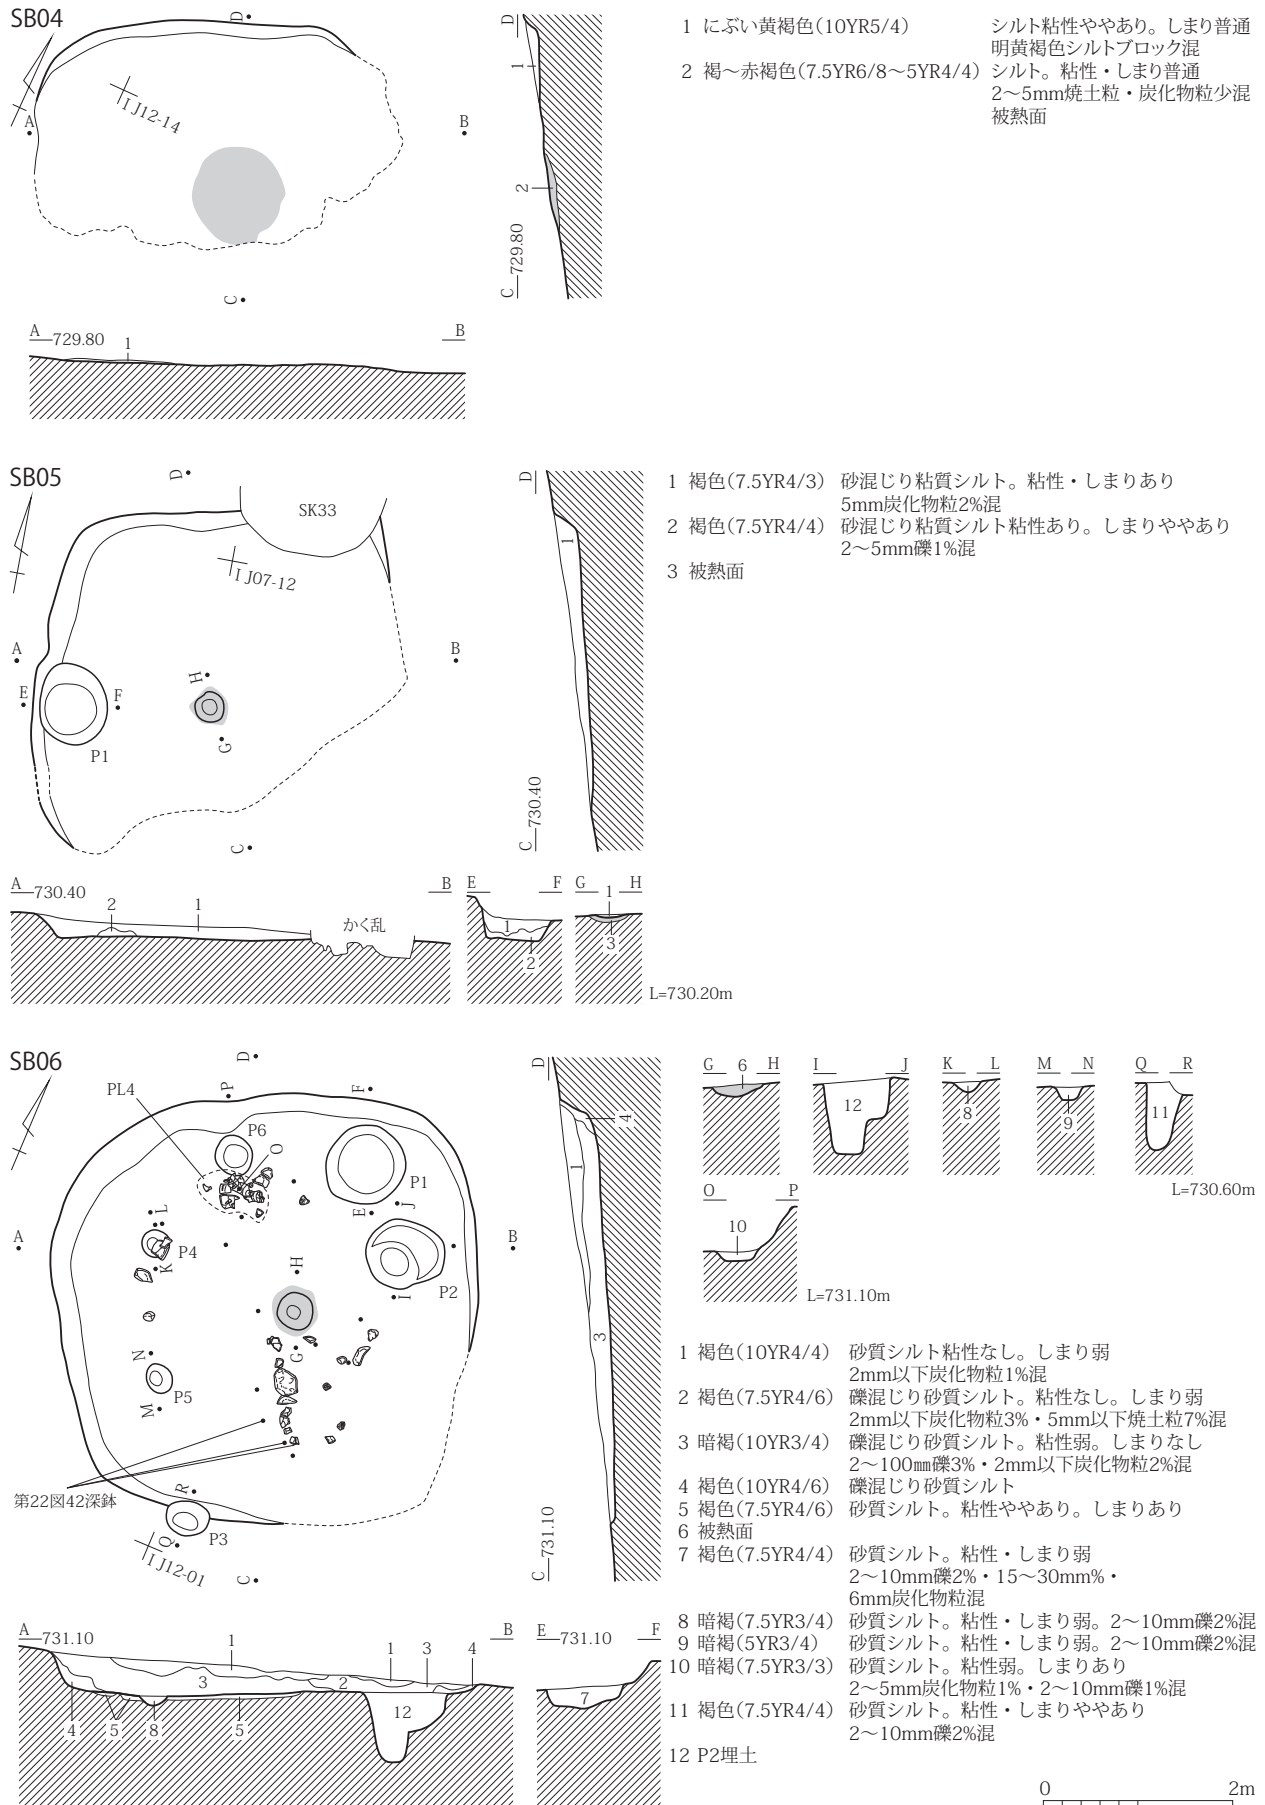 SB04
D
I J12-14
A
B
C
D
1
2
C 729.80
A 729.80
1
B
1 にぶい黄褐色(10YR5/4) シルト粘性ややあり。しまり普通
明黄褐色シルトブロック混
2 褐～赤褐色(7.5YR6/8～5YR4/4) シルト。粘性・しまり普通
2～5mm焼土粒・炭化物粒少混
被熱面
SB05
D
SK33
I J07-12
A
B
E
F
H
G
P1
C
D
1
C 730.40
A 730.40
2
1
かく乱
B
E
F
1
2
G
1
H
3
L=730.20m
1 褐色(7.5YR4/3) 砂混じり粘質シルト。粘性・しまりあり
5mm炭化物粒2%混
2 褐色(7.5YR4/4) 砂混じり粘質シルト粘性あり。しまりややあり
2～5mm礫1%混
3 被熱面
SB06
D
PL4
P
F
P6
O
P1
E
J
L
A
B
P4
K
H
I
P2
G
N
P5
M
第22図42深鉢
R
P3
Q
I J12-01
C
D
4
1
3
C 731.10
G 6 H
I J
12
K L
8
M N
9
Q R
11
L=730.60m
O P
10
L=731.10m
A 731.10
1
1
3
4
B
3
2
12
4
5
8
5
E 731.10 F
7
1 褐色(10YR4/4) 砂質シルト粘性なし。しまり弱
2mm以下炭化物粒1%混
2 褐色(7.5YR4/6) 礫混じり砂質シルト。粘性なし。しまり弱
2mm以下炭化物粒3%・5mm以下焼土粒7%混
3 暗褐(10YR3/4) 礫混じり砂質シルト。粘性弱。しまりなし
2～100㎜礫3%・2mm以下炭化物粒2%混
4 褐色(10YR4/6) 礫混じり砂質シルト
5 褐色(7.5YR4/6) 砂質シルト。粘性ややあり。しまりあり
6 被熱面
7 褐色(7.5YR4/4) 砂質シルト。粘性・しまり弱
2～10mm礫2%・15～30mm%・
6mm炭化物粒混
8 暗褐(7.5YR3/4) 砂質シルト。粘性・しまり弱。2～10mm礫2%混
9 暗褐(5YR3/4) 砂質シルト。粘性・しまり弱。2～10mm礫2%混
10 暗褐(7.5YR3/3) 砂質シルト。粘性弱。しまりあり
2～5mm炭化物粒1%・2～10mm礫1%混
11 褐色(7.5YR4/4) 砂質シルト。粘性・しまりややあり
2～10mm礫2%混
12 P2埋土
0 2m